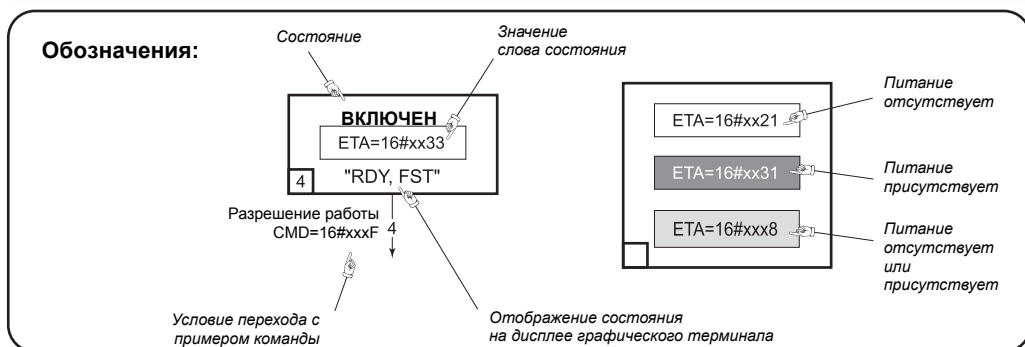 Обозначения:
Состояние
Значение
слова состояния
ВКЛЮЧЕН
ETA=16#xx33
4
"RDY, FST"
Разрешение работы
CMD=16#xxxF
4
Условие перехода с
примером команды
Отображение состояния
на дисплее графического терминала
ETA=16#xx21
Питание
отсутствует
ETA=16#xx31
Питание
присутствует
ETA=16#xxx8
Питание
отсутствует
или
присутствует